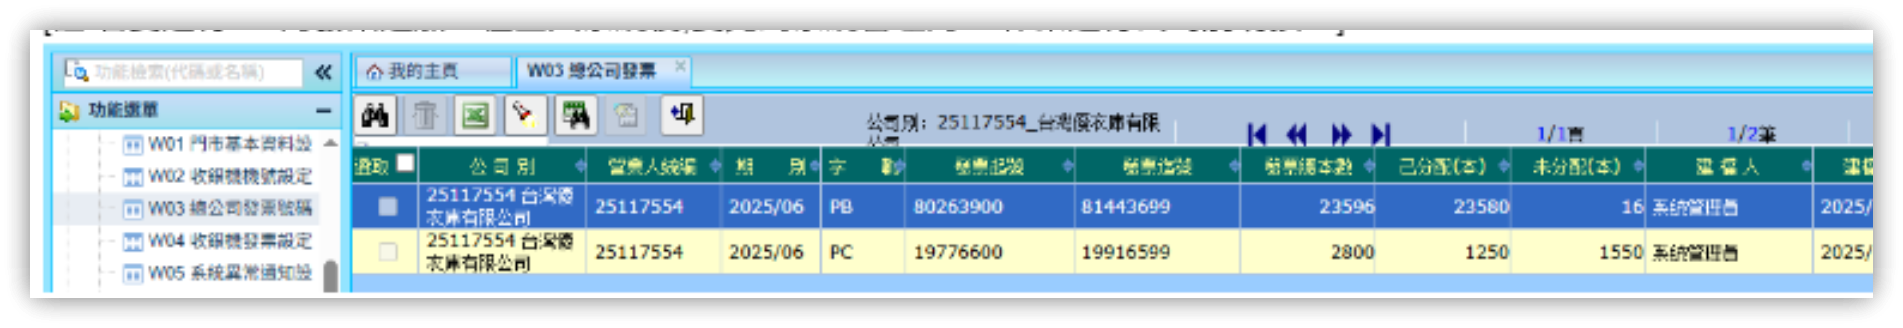 功能檢索(代碼或名稱)
我的主頁
W03 總公司發票
功能選單
公司別: 25117554_台灣優衣庫有限
公司
1/1頁
1/2筆
W01 門市基本資料設
W02 收銀機機號設定
W03 總公司發票號碼
W04 收銀機發票設定
W05 系統異常通知設
選取 公司別 營業人統編 期別 字軌 發票起號 發票迄號 發票總本數 已分配(本) 未分配(本) 建檔人 建檔
25117554 台灣優衣庫有限公司 25117554 2025/06 PB 80263900 81443699 23596 23580 16 系統管理員 2025/
25117554 台灣優衣庫有限公司 25117554 2025/06 PC 19776600 19916599 2800 1250 1550 系統管理員 2025/